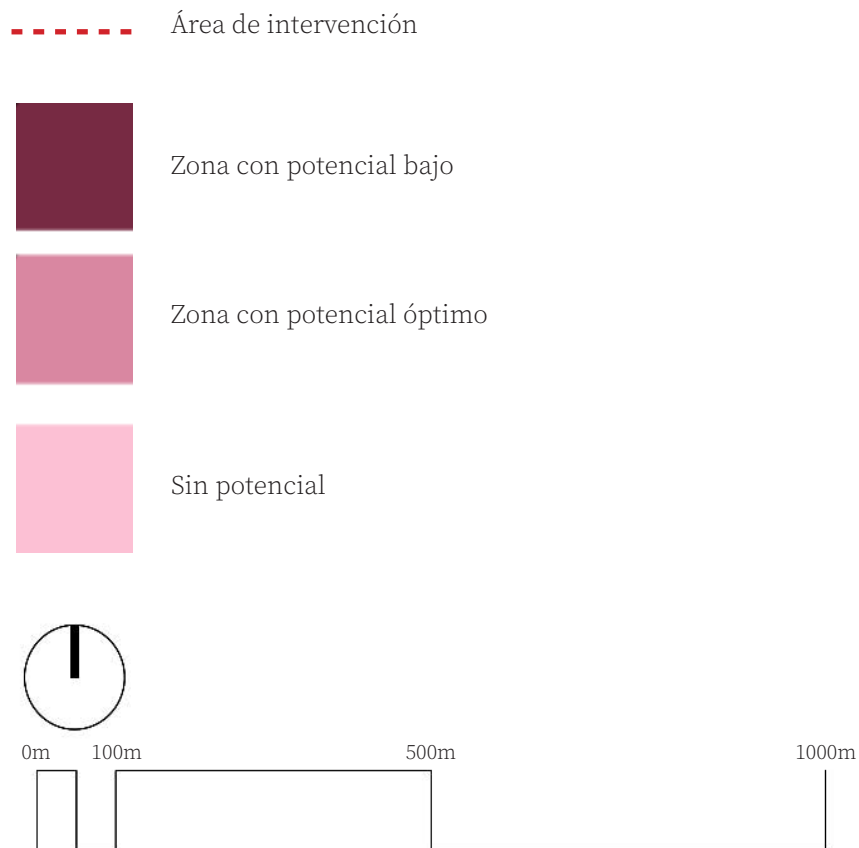 Área de intervención
Zona con potencial bajo
Zona con potencial óptimo
Sin potencial
0m 100m 500m 1000m